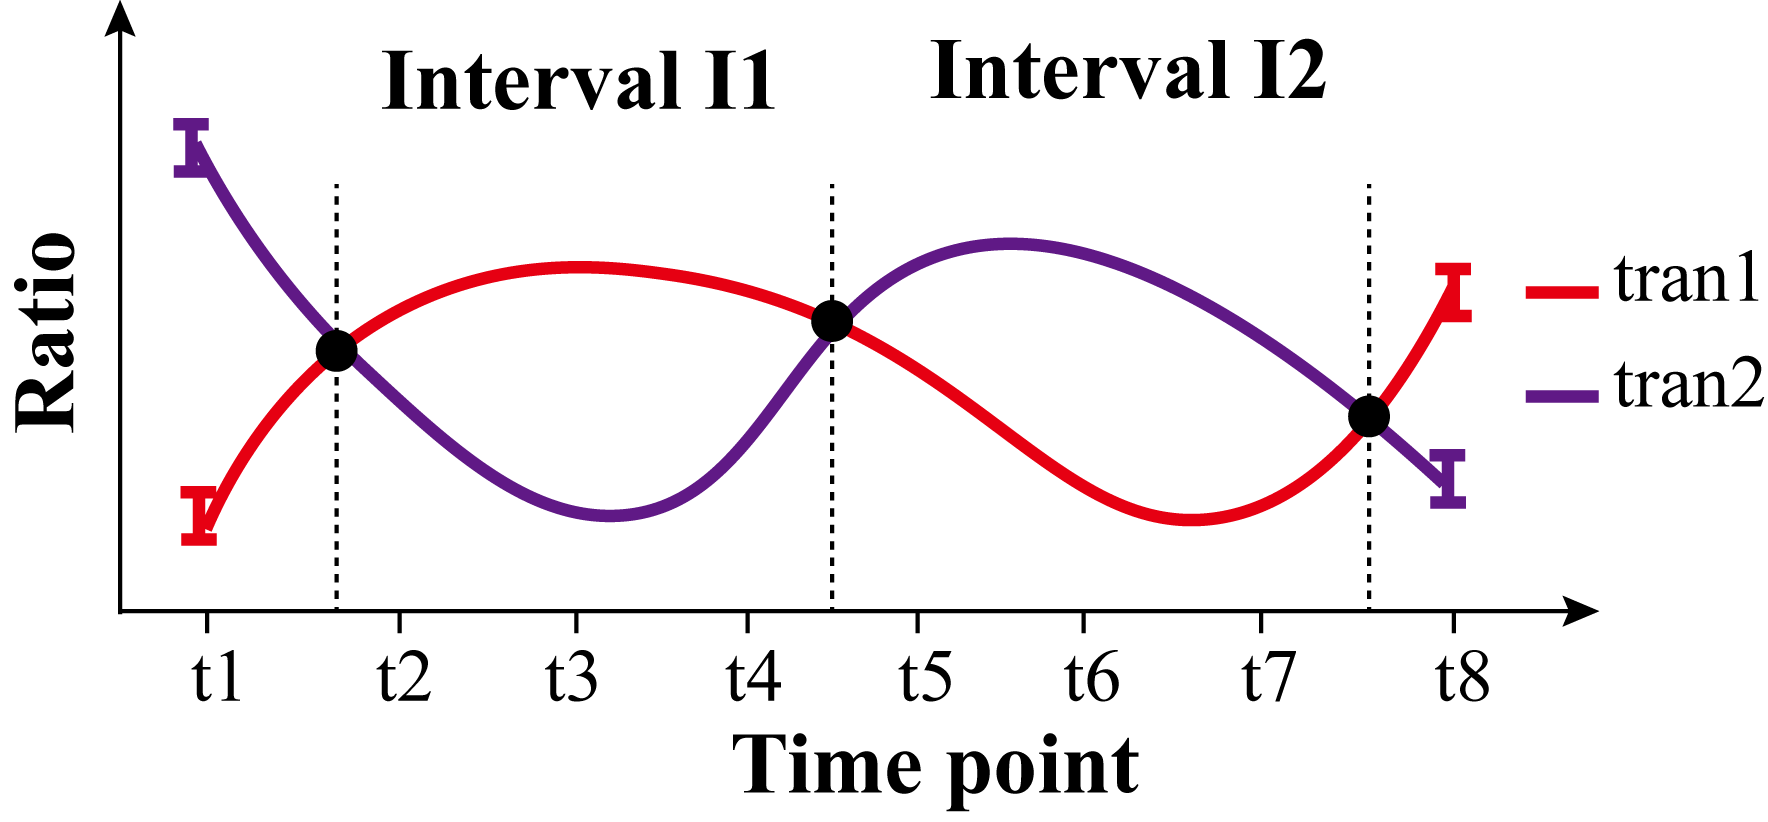 Interval I1
Interval I2
Ratio
tran1
tran2
t1
t2
t3
t4
t5
t6
t7
t8
Time point